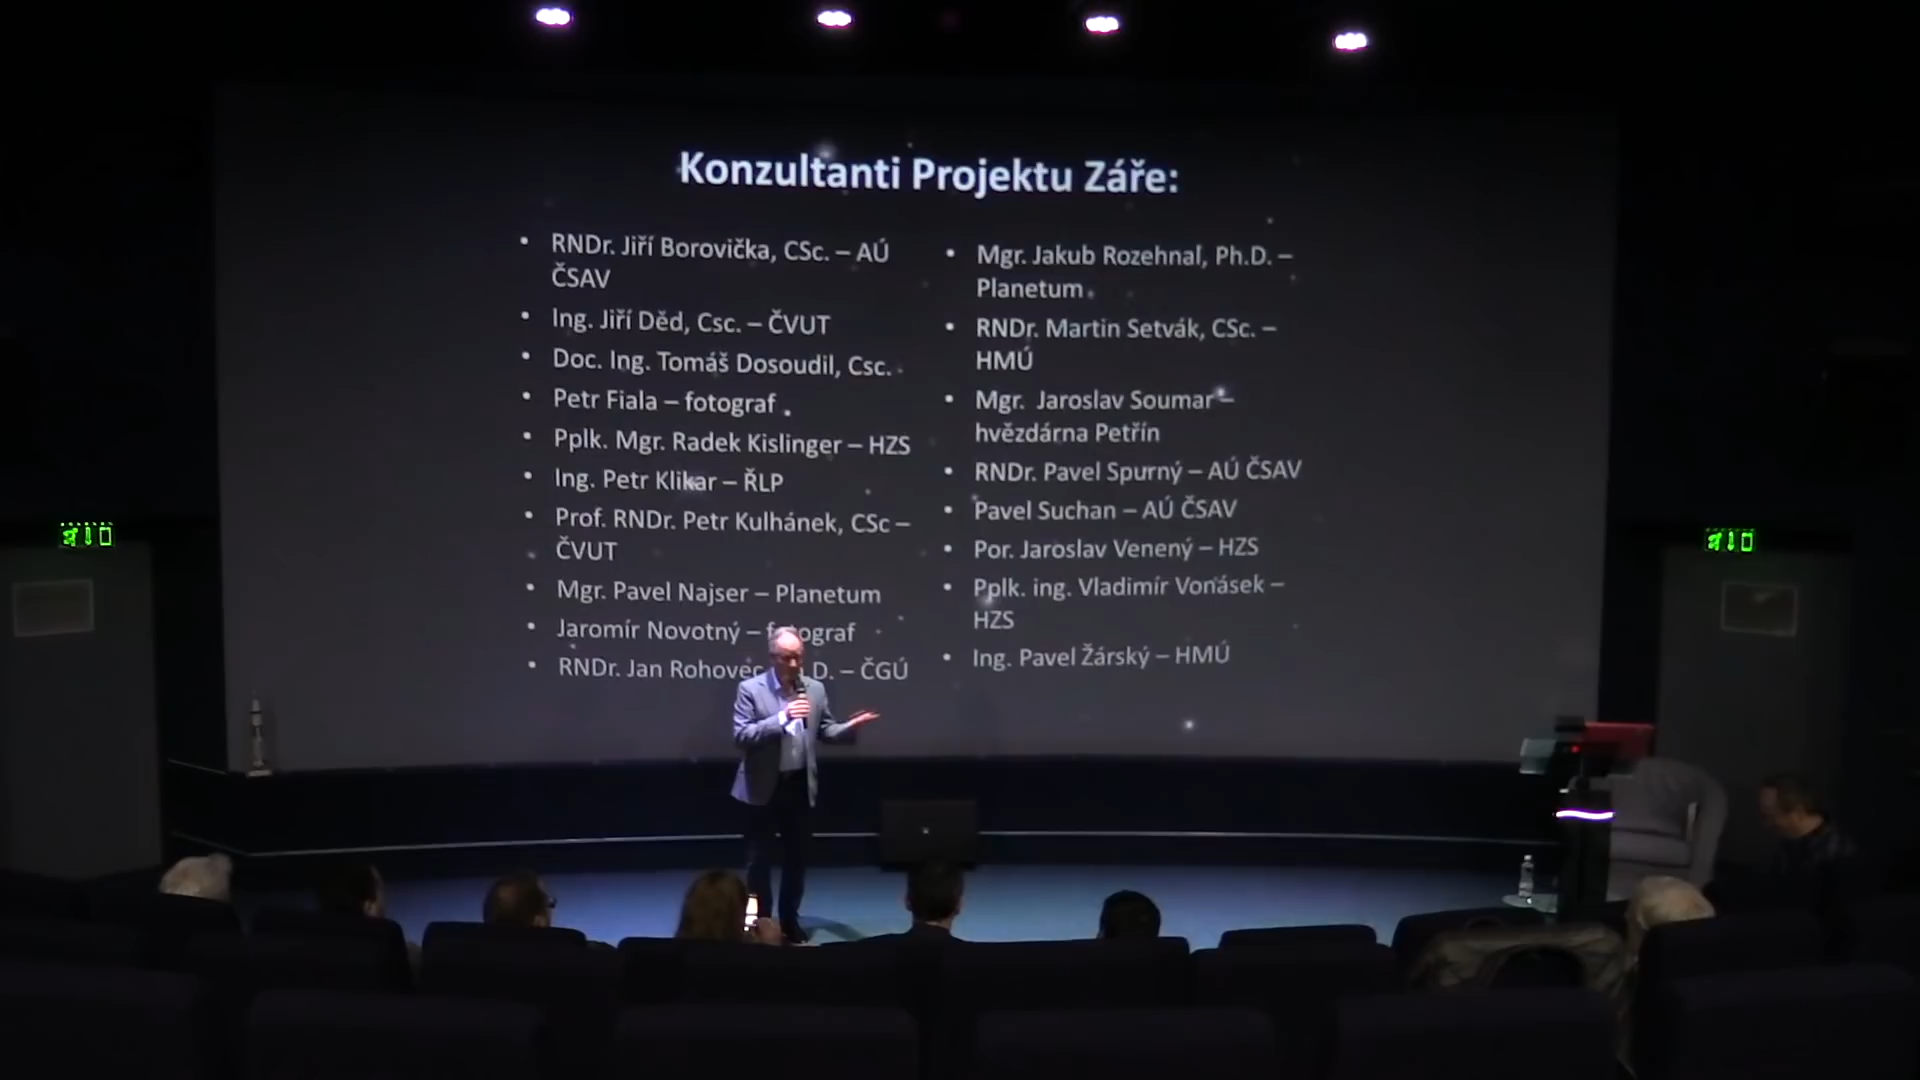 Konzultanti Projektu Záře:
• RNDr. Jiří Borovička, CSc. – AÚ
ČSAV
• Ing. Jiří Děd, Csc. – ČVUT
• Doc. Ing. Tomáš Dosoudil, Csc.
• Petr Fiala – fotograf
• Pplk. Mgr. Radek Kislinger – HZS
• Ing. Petr Klikar – ŘLP
• Prof. RNDr. Petr Kulhánek, CSc –
ČVUT
• Mgr. Pavel Najser – Planetum
• Jaromír Novotný – fotograf
• RNDr. Jan Rohovec D. – ČGÚ
• Mgr. Jakub Rozehnal, Ph.D. –
Planetum
• RNDr. Martin Setvák, CSc. –
HMÚ
• Mgr. Jaroslav Soumar –
hvězdárna Petřín
• RNDr. Pavel Spurný – AÚ ČSAV
• Pavel Suchan – AÚ ČSAV
• Por. Jaroslav Venený – HZS
• Pplk. ing. Vladimír Vonásek –
HZS
• Ing. Pavel Žárský – HMÚ